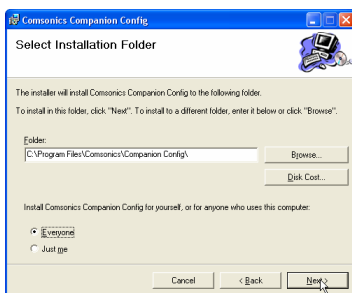 Comsonics Companion Config
Select Installation Folder
The installer will install Comsonics Companion Config to the following folder.
To install in this folder, click "Next". To install to a different folder, enter it below or click "Browse".
Folder:
C:\Program Files\Comsonics\Companion Config\
Browse...
Disk Cost...
Install Comsonics Companion Config for yourself, or for anyone who uses this computer:
Everyone
Just me
Cancel
< Back
Next >